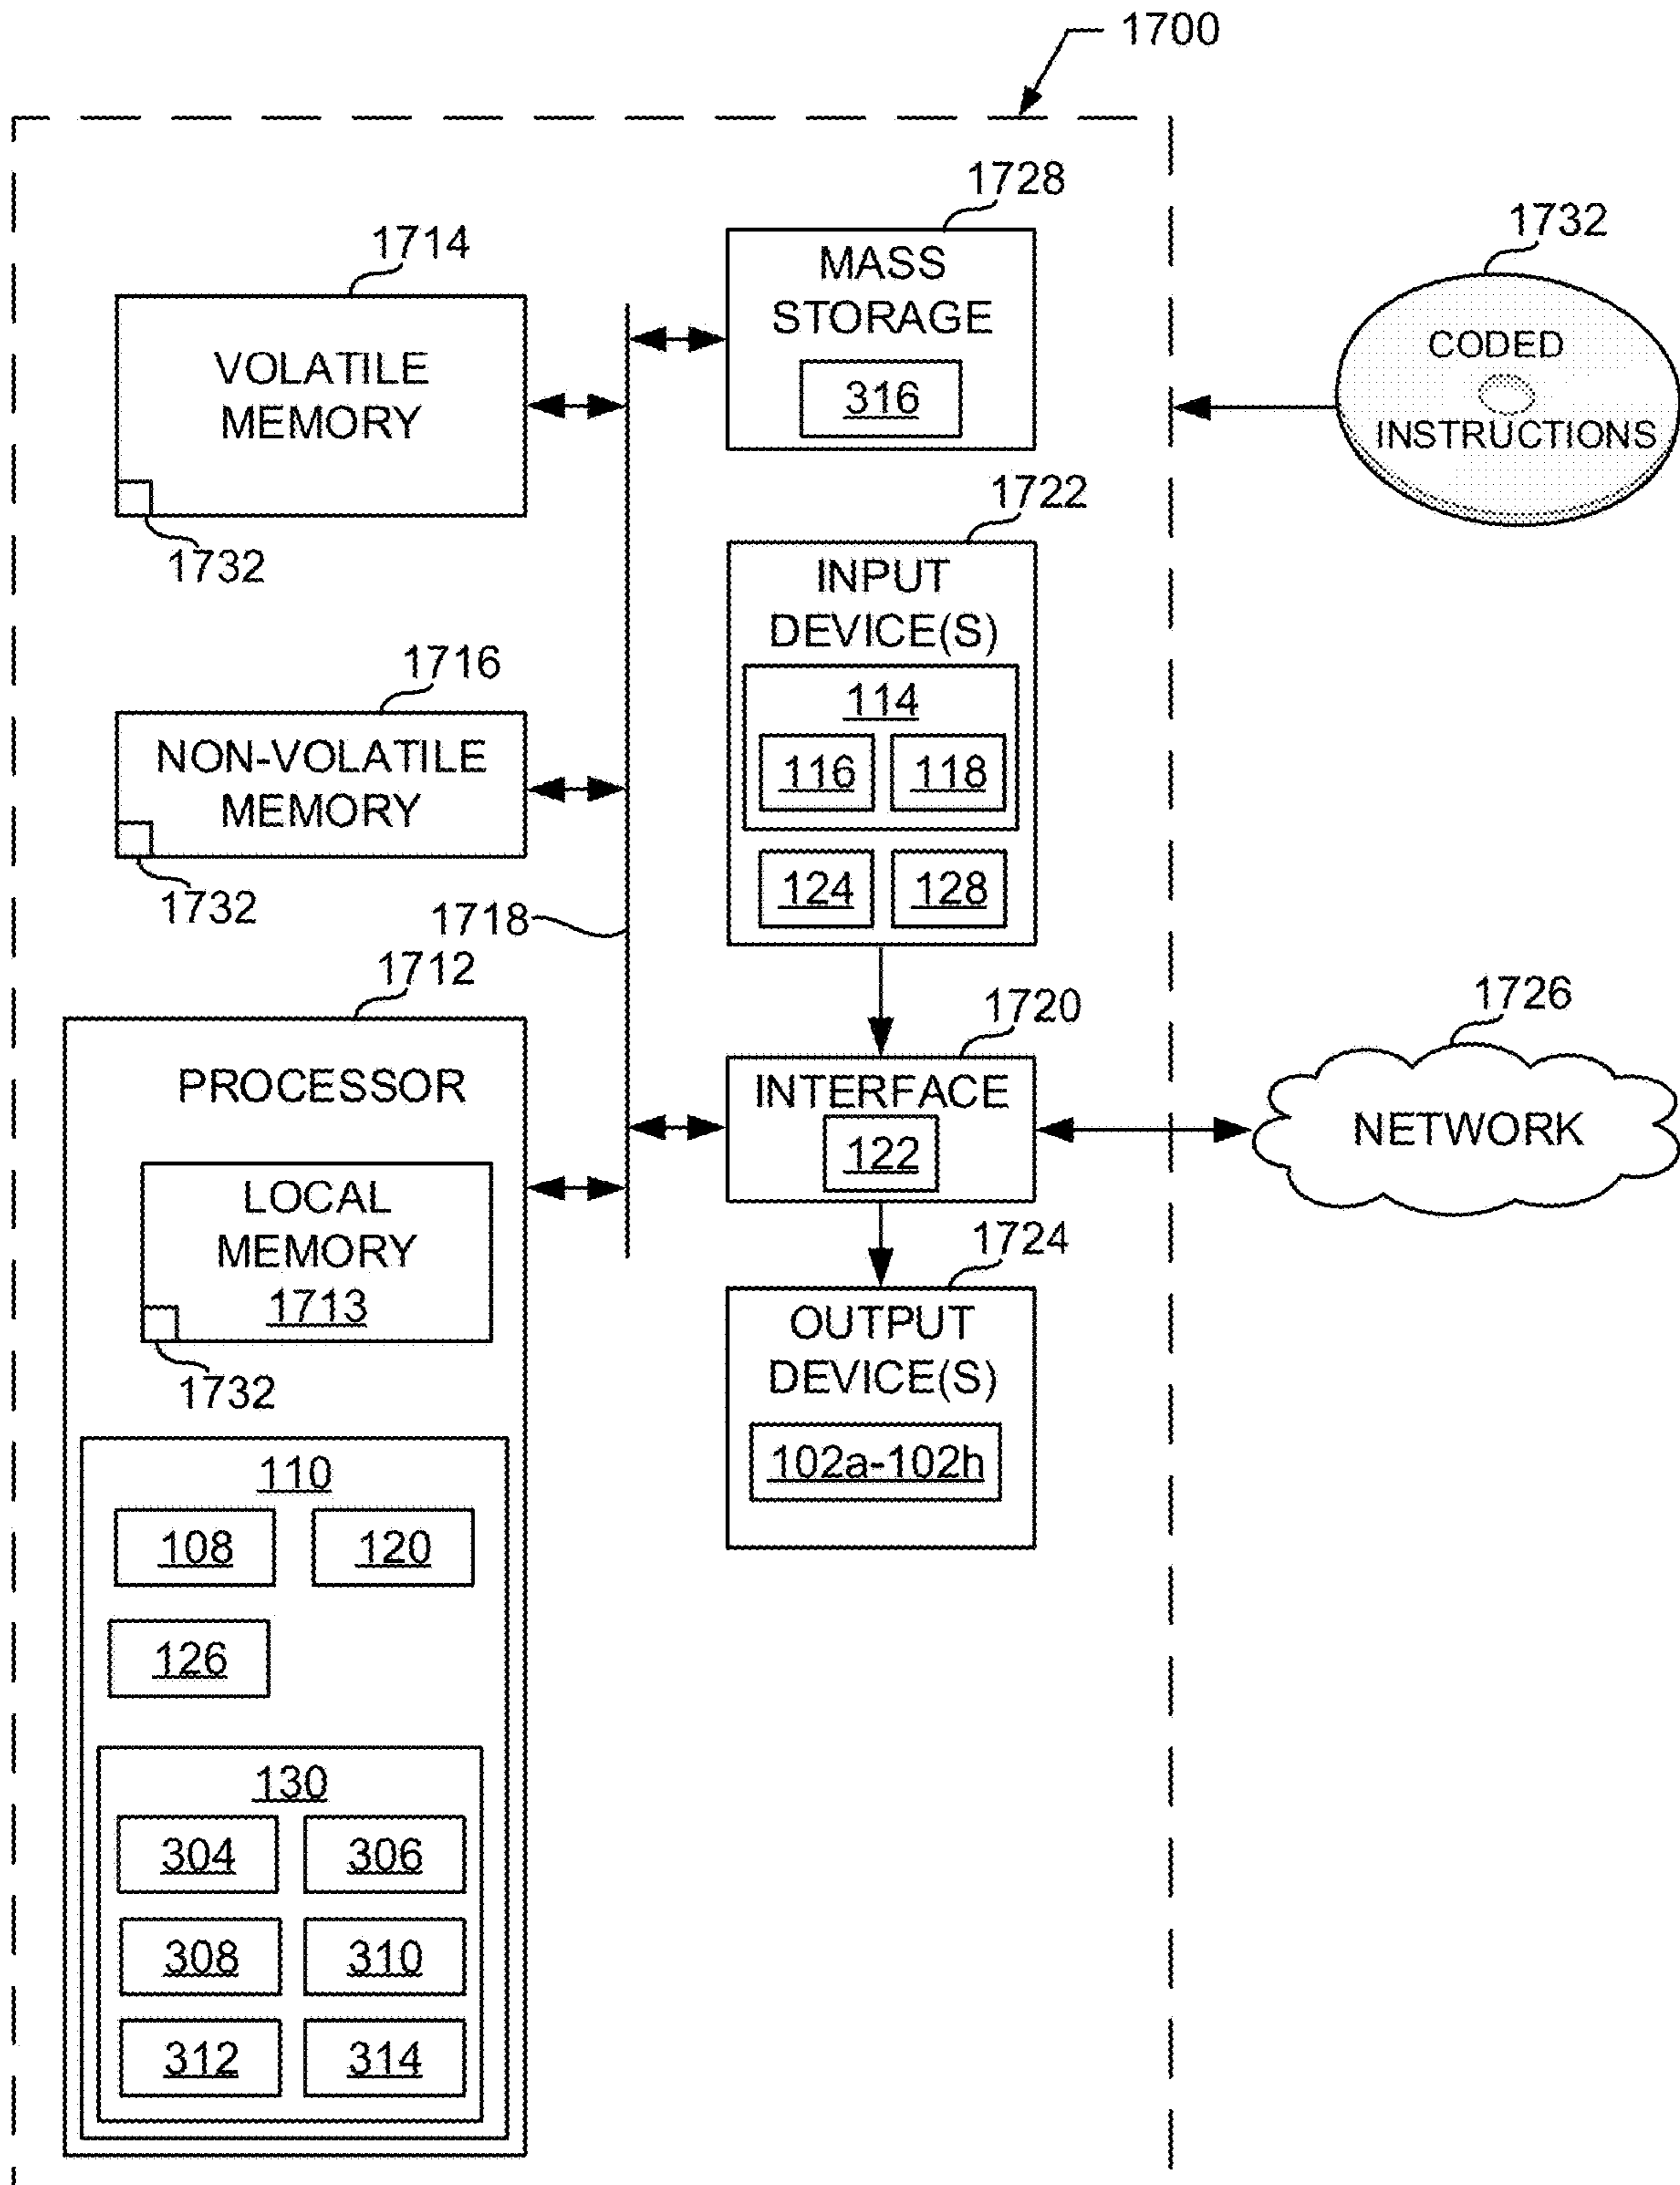 1700
1714
VOLATILE
MEMORY
1732
1716
NON-VOLATILE
MEMORY
1732
1718
1712
PROCESSOR
LOCAL
MEMORY
1713
1732
110
108 120
126
130
304 306
308 310
312 314
1728
MASS
STORAGE
316
1722
INPUT
DEVICE(S)
114
116 118
124 128
1720
INTERFACE
122
1724
OUTPUT
DEVICE(S)
102a-102h
1732
CODED
INSTRUCTIONS
1726
NETWORK